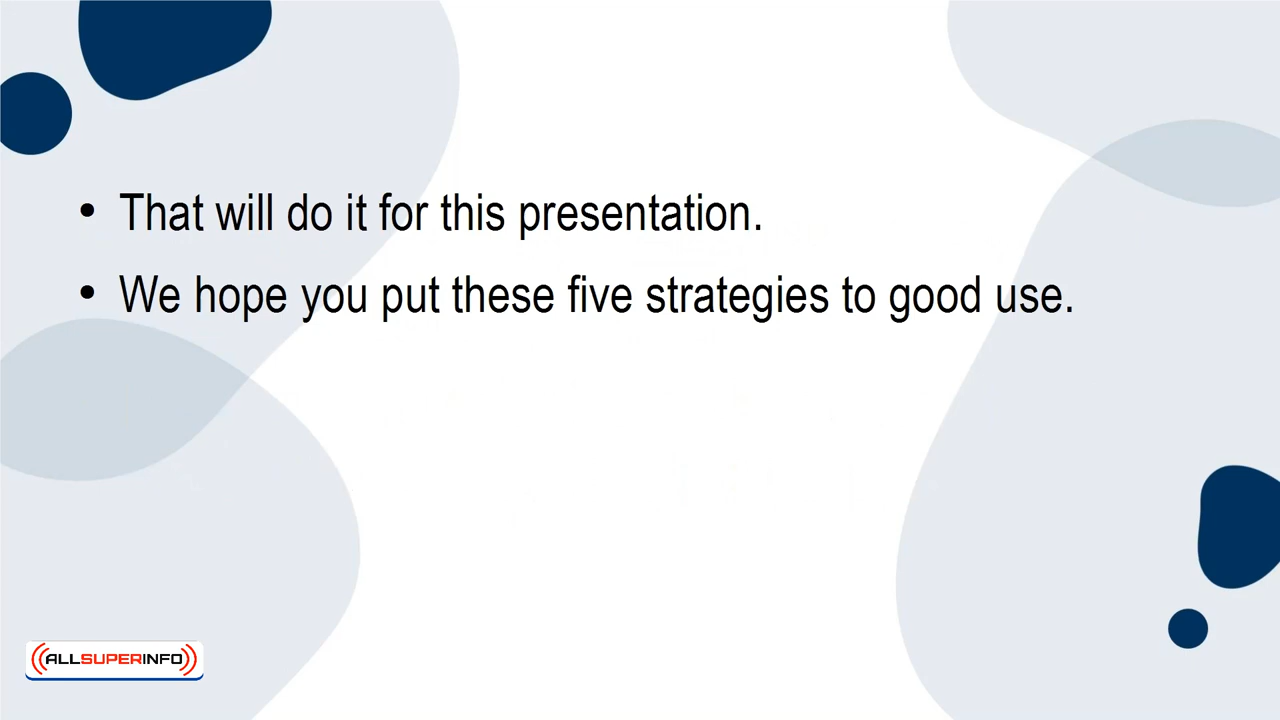 • That will do it for this presentation.
• We hope you put these five strategies to good use.
ALLSUPERINFO